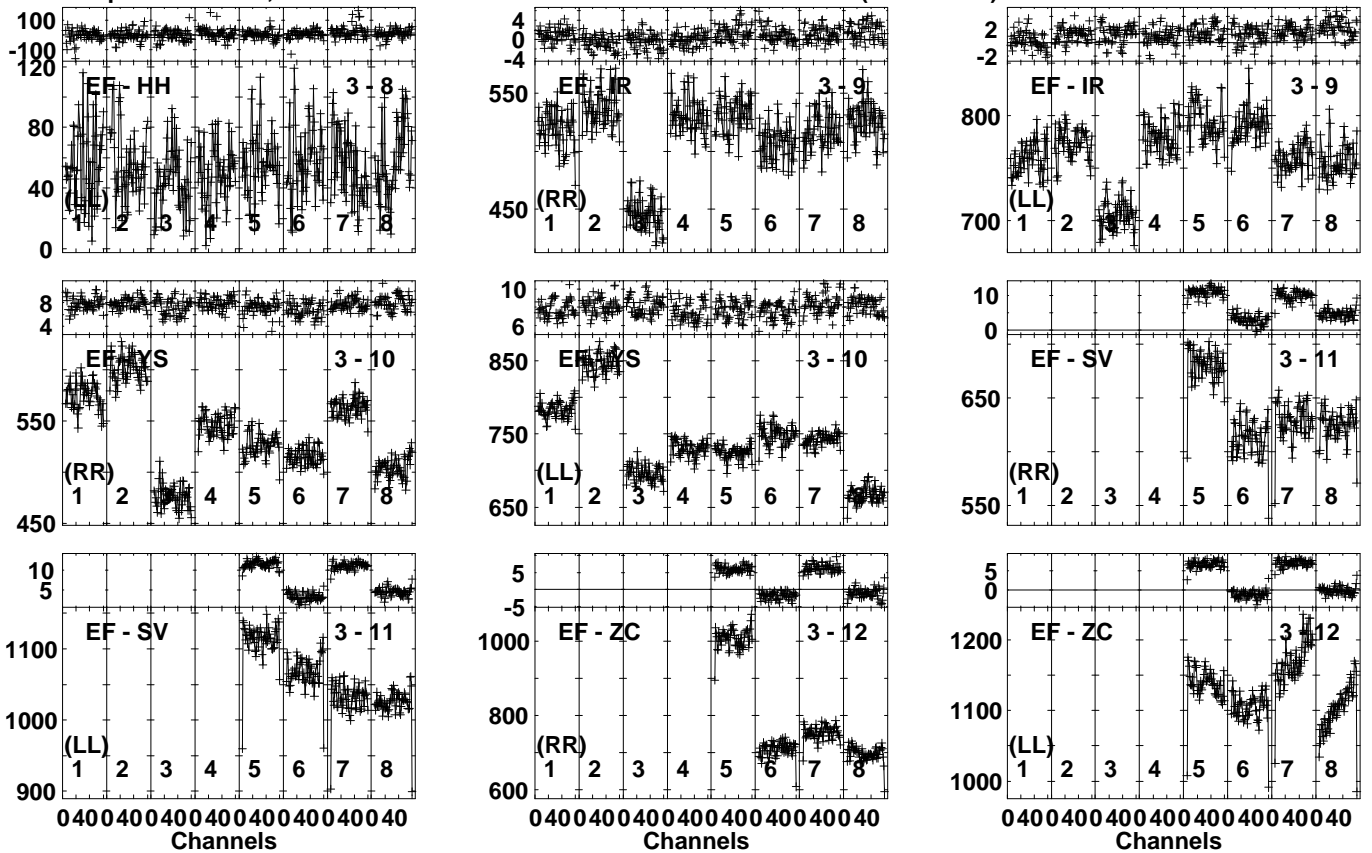 100
-100
120
80
40
0
EF - HH 3 - 8
(LL)
1 2 3 4 5 6 7 8
4
0
-4
550
450
EF - IR 3 - 9
(RR)
1 2 3 4 5 6 7 8
2
-2
800
700
EF - IR 3 - 9
(LL)
1 2 3 4 5 6 7 8
8
4
550
450
EF - YS 3 - 10
(RR)
1 2 3 4 5 6 7 8
10
6
850
750
650
EF - YS 3 - 10
(LL)
1 2 3 4 5 6 7 8
10
0
650
550
EF - SV 3 - 11
(RR)
1 2 3 4 5 6 7 8
10
5
1100
1000
900
EF - SV 3 - 11
(LL)
1 2 3 4 5 6 7 8
0 40 0 40 0 40 0 40 0 40 0 40 0 40 0 40
Channels
5
-5
1000
800
600
EF - ZC 3 - 12
(RR)
1 2 3 4 5 6 7 8
0 40 0 40 0 40 0 40 0 40 0 40 0 40 0 40
Channels
5
0
1200
1100
1000
EF - ZC 3 - 12
(LL)
1 2 3 4 5 6 7 8
0 40 0 40 0 40 0 40 0 40 0 40 0 40 0 40
Channels